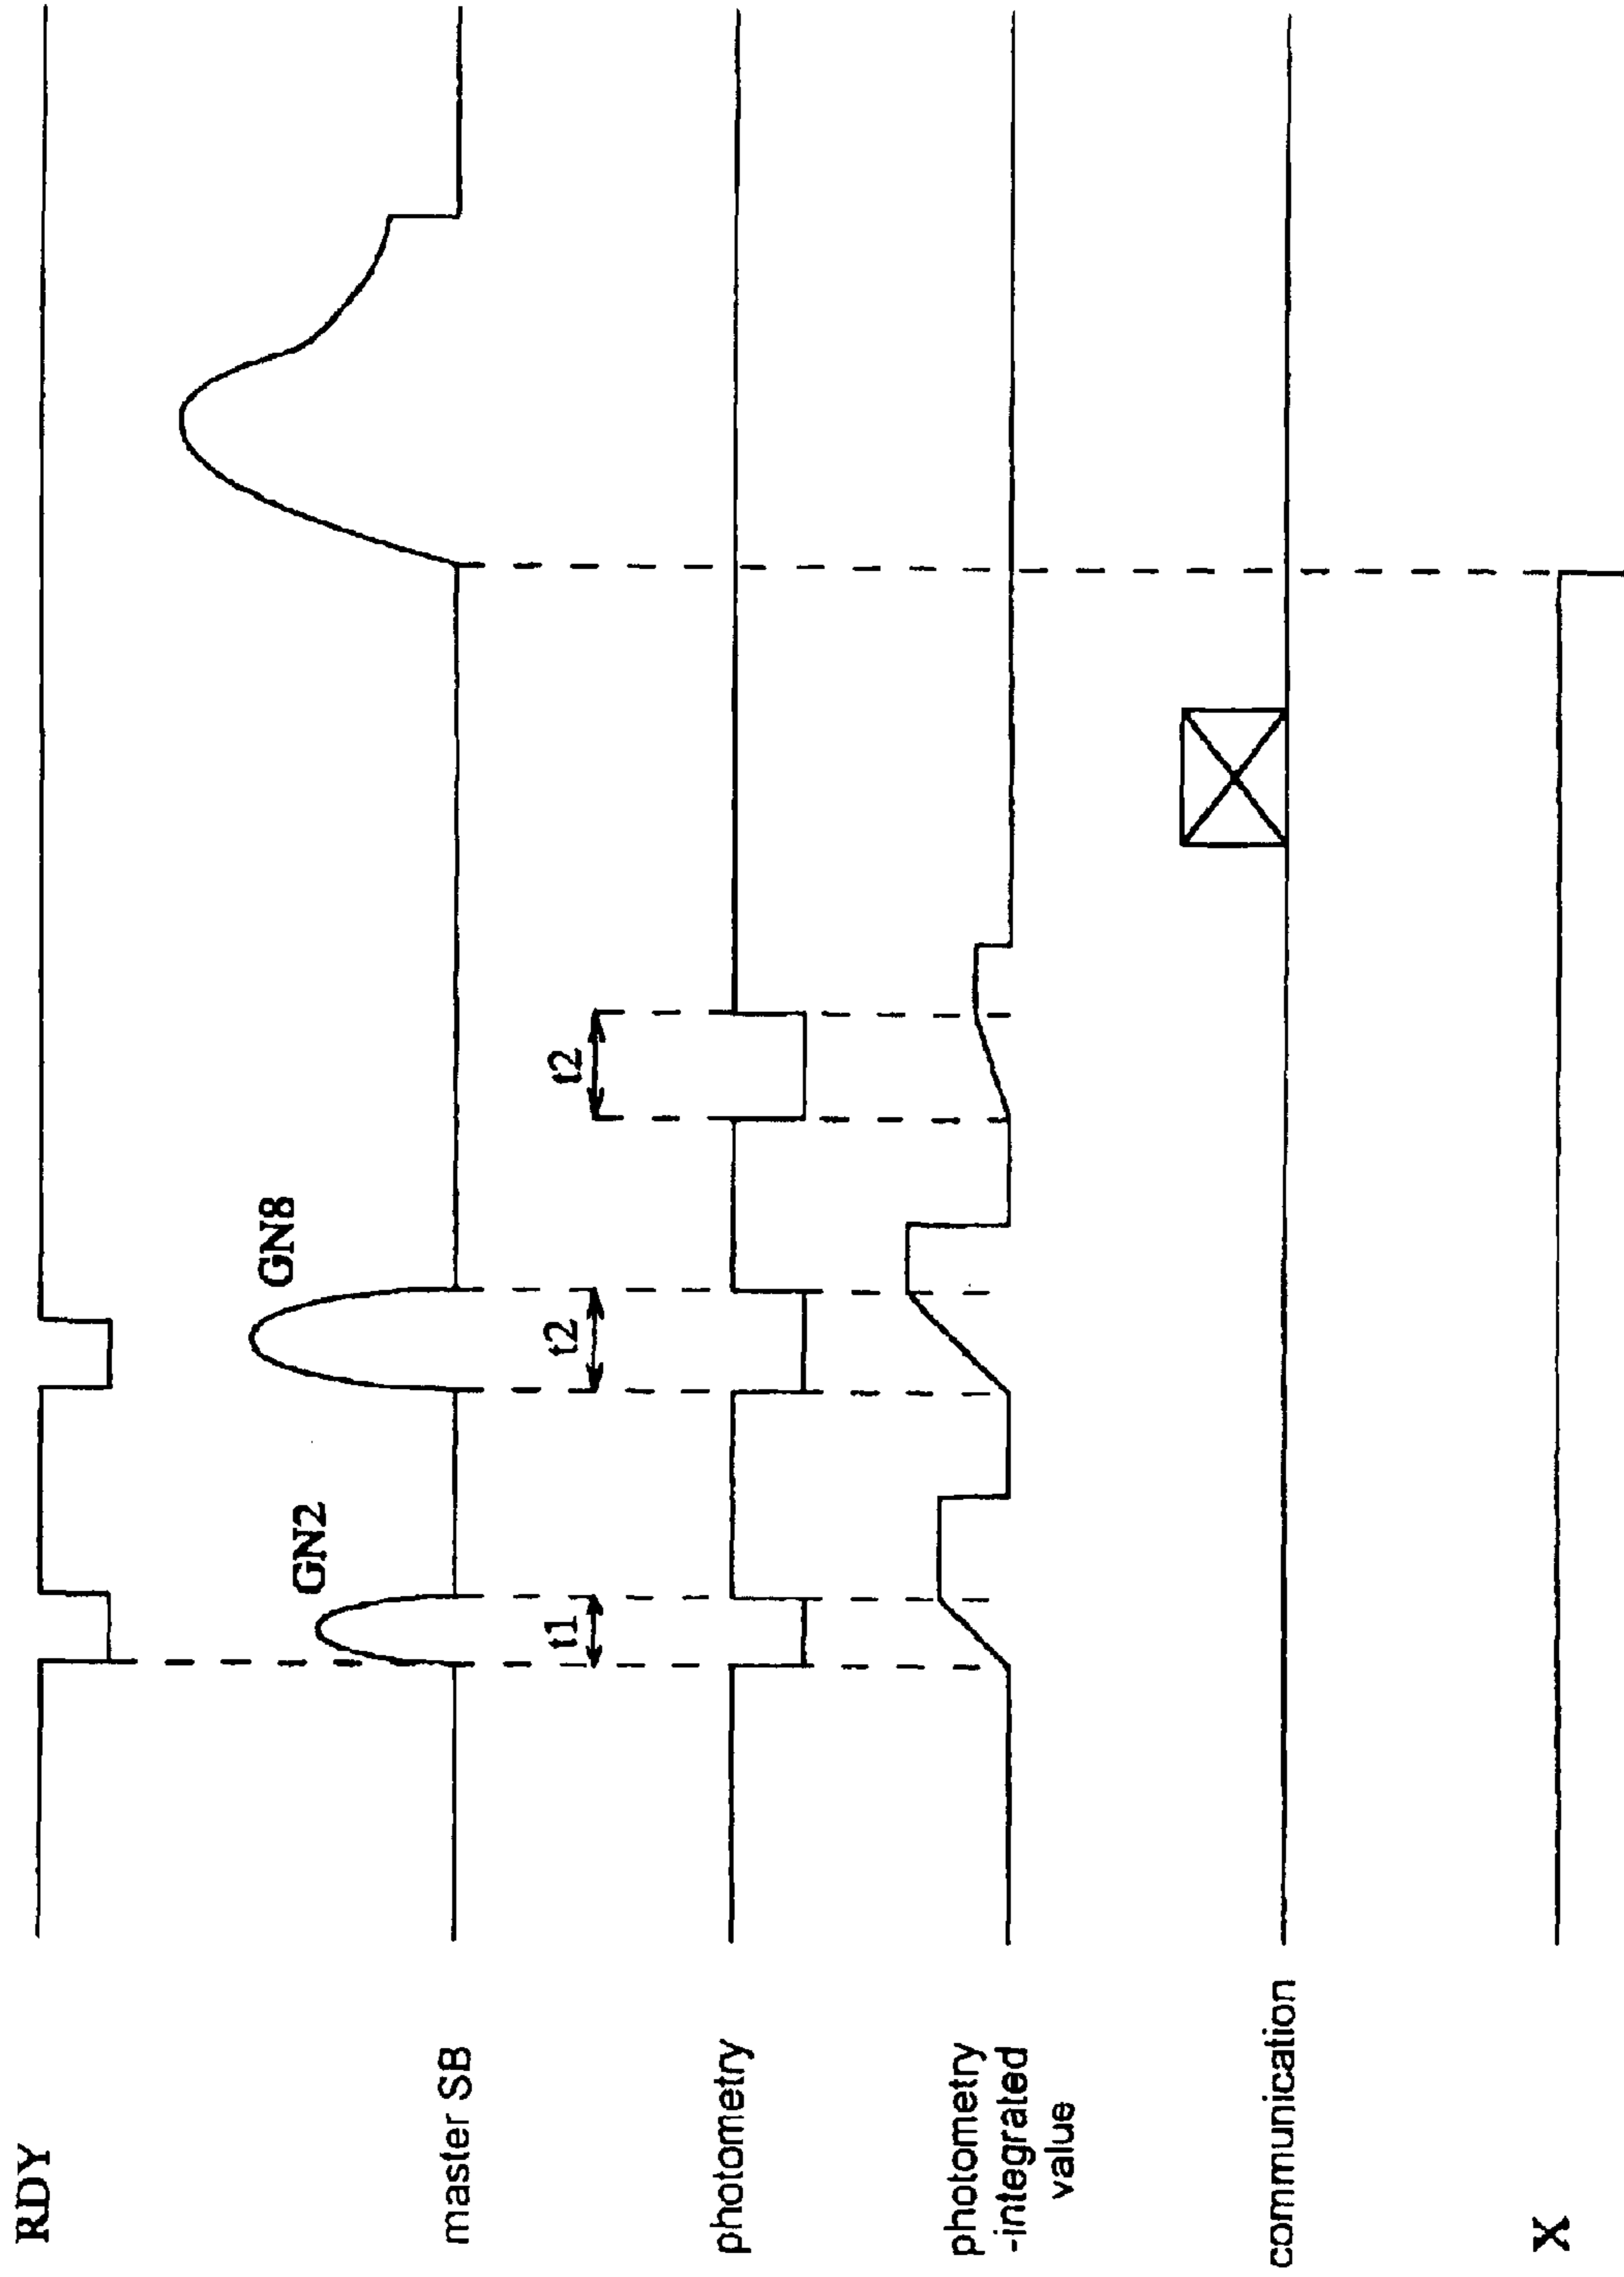 RDY
GN2
GN8
master SB
t1
t2
t2
photometry
photometry
-integrated
value
communication
X